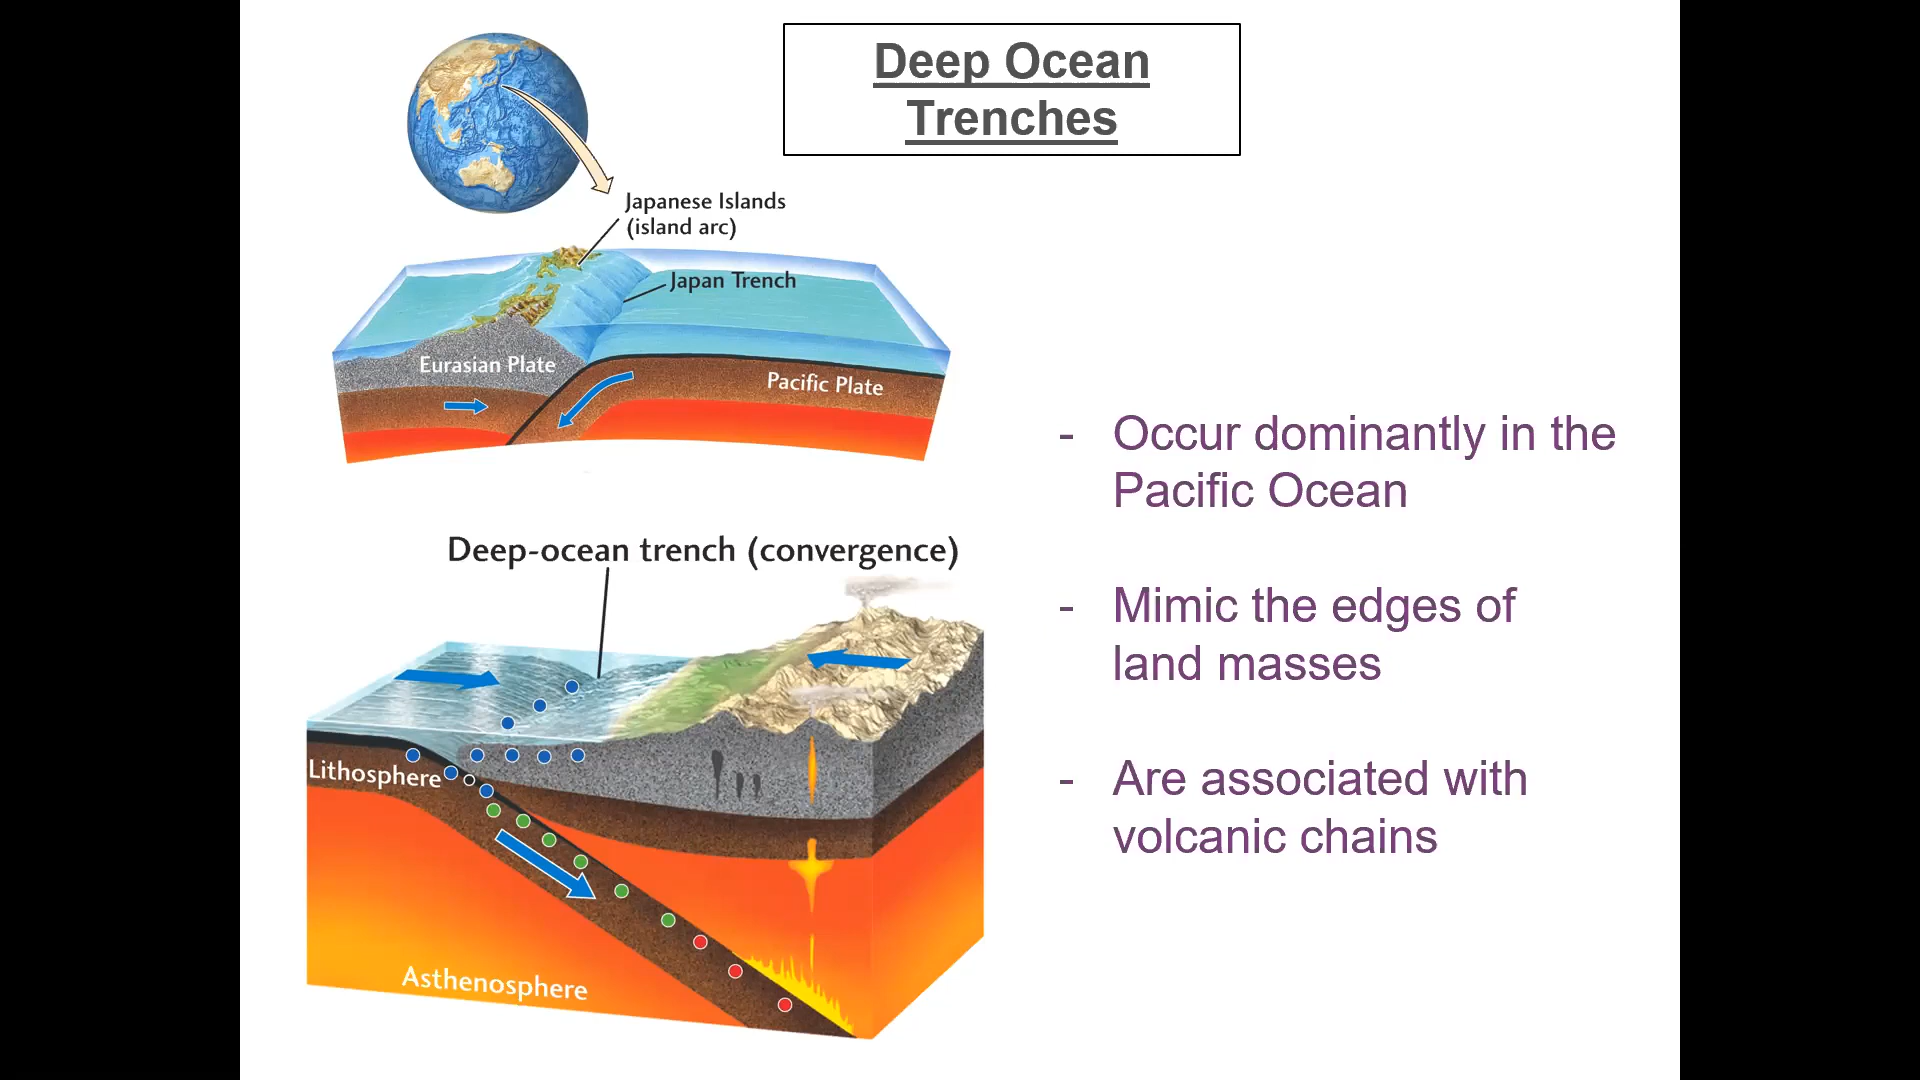 Deep Ocean
Trenches
Japanese Islands
(island arc)
Japan Trench
Eurasian Plate
Pacific Plate
Deep-ocean trench (convergence)
Lithosphere
Asthenosphere
- Occur dominantly in the
Pacific Ocean
- Mimic the edges of
land masses
- Are associated with
volcanic chains